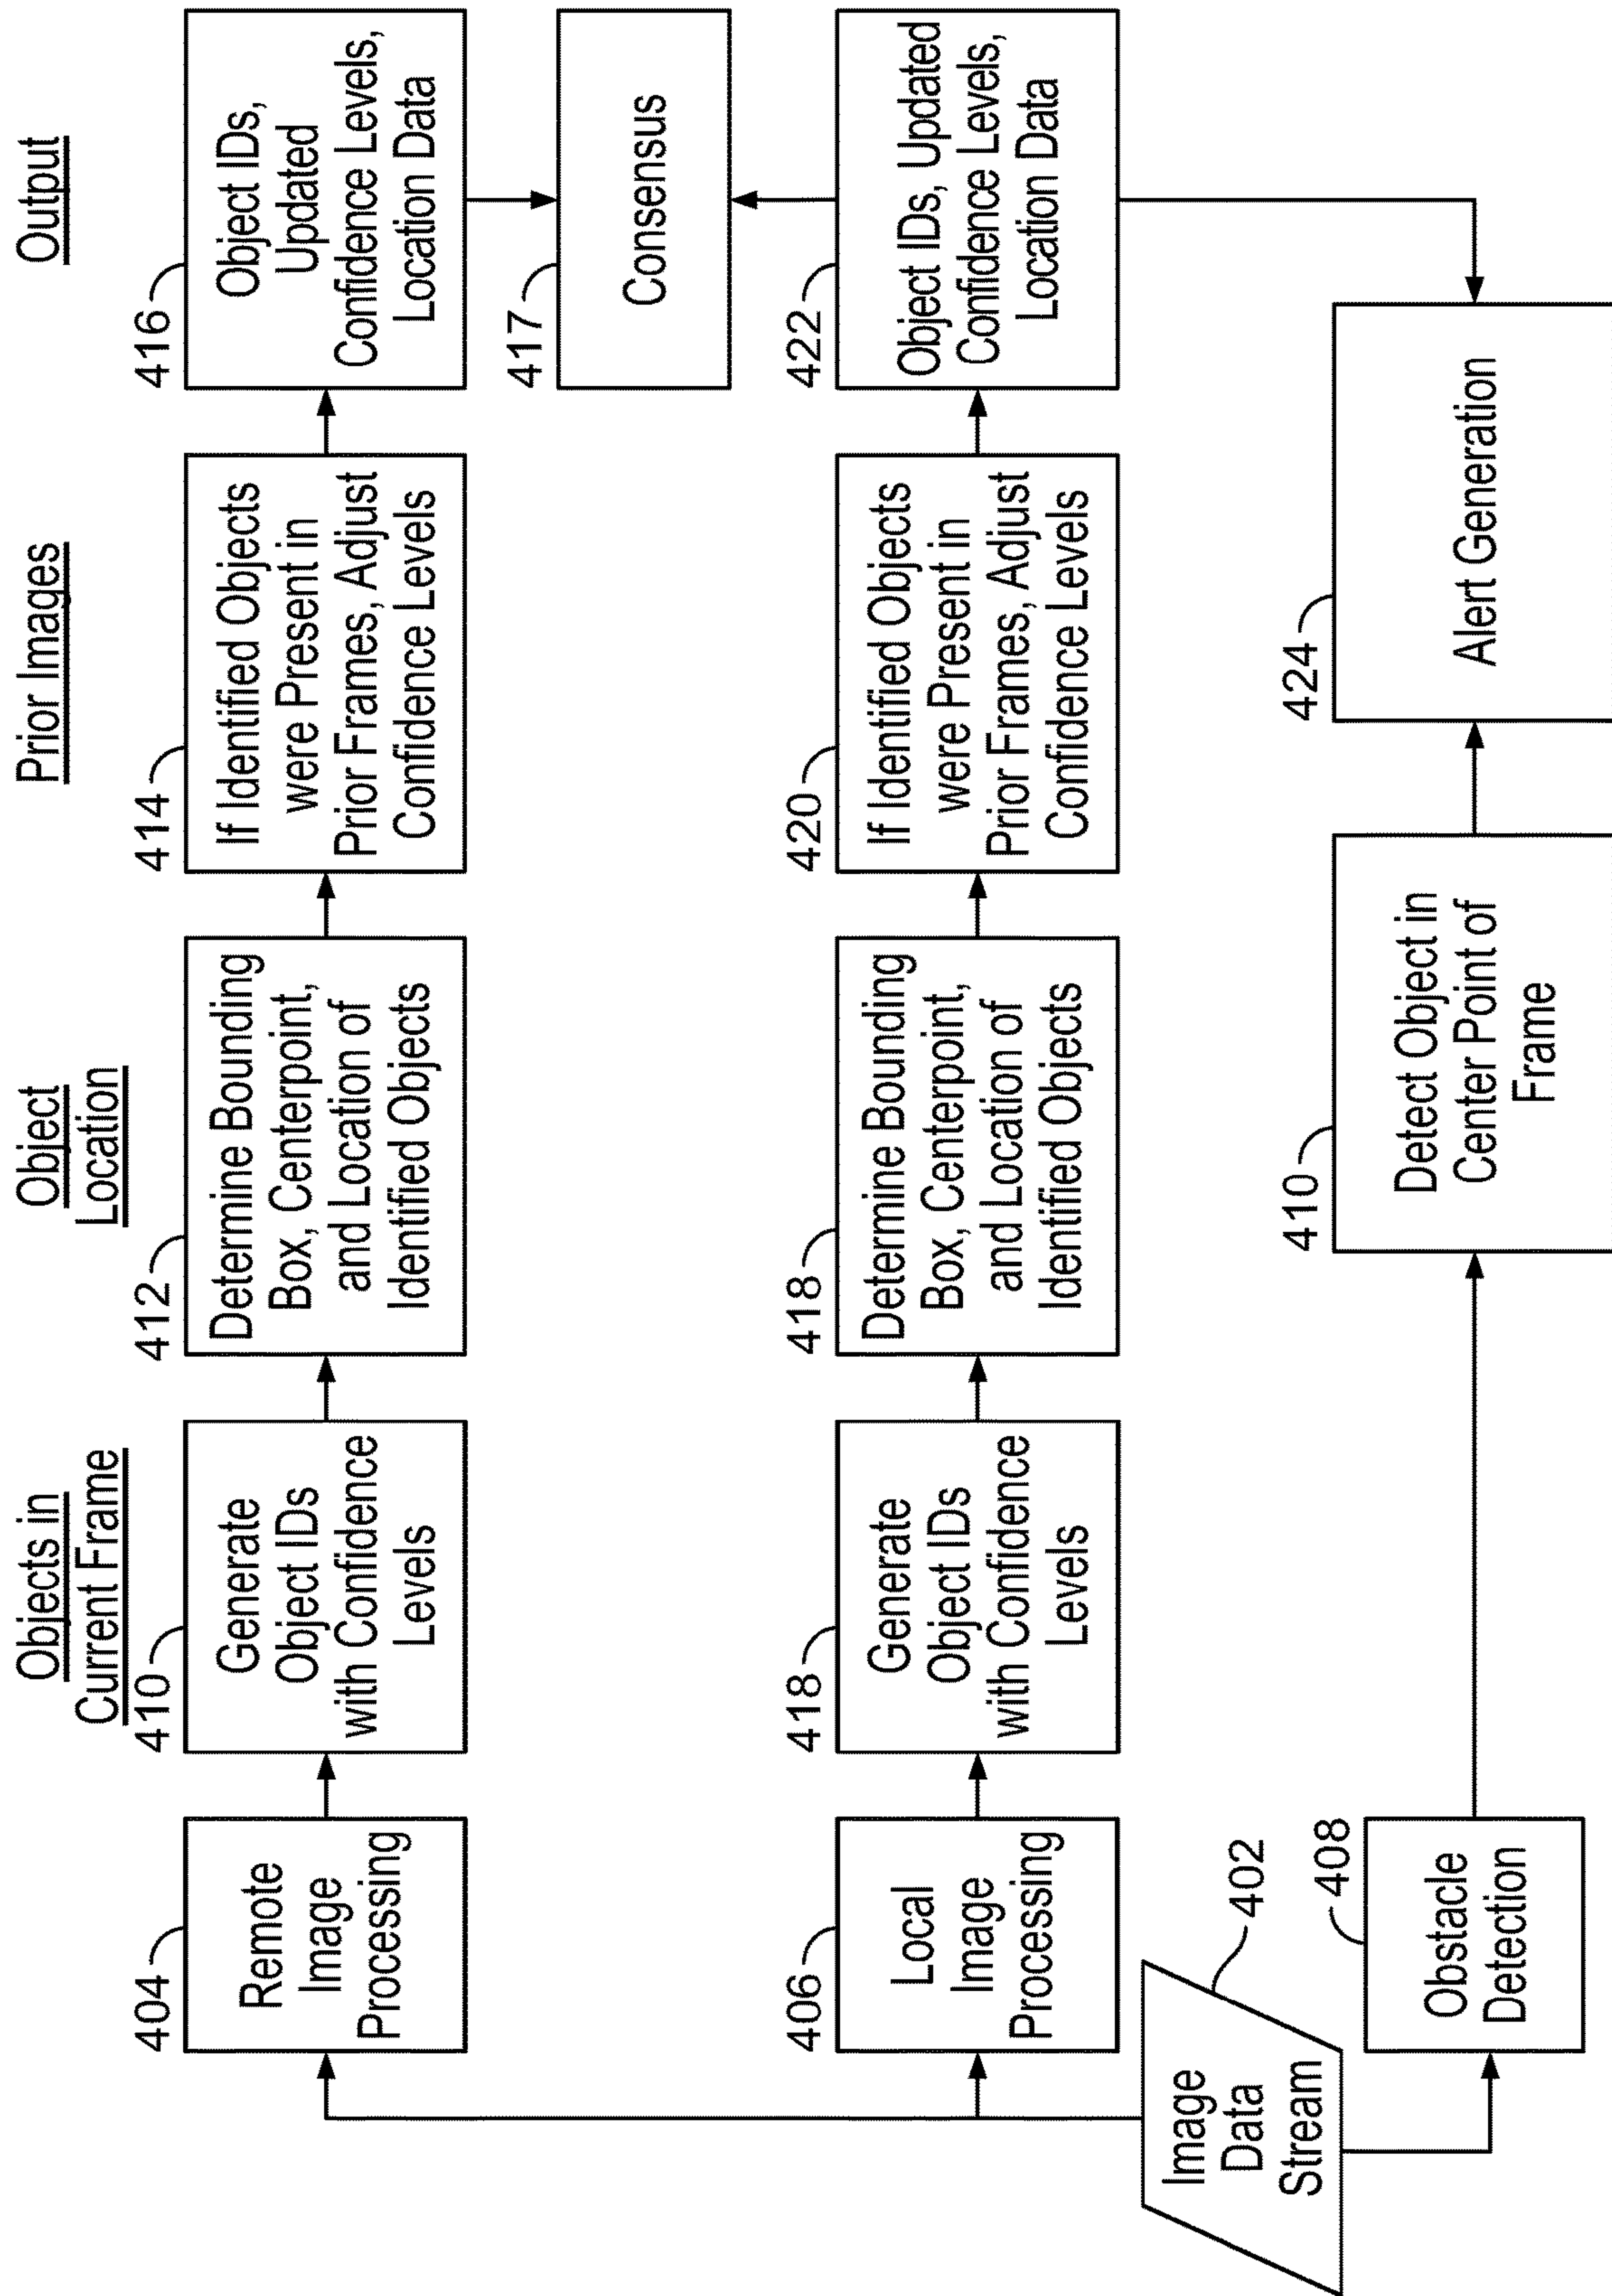 Objects in
Current Frame
Object
Location
Prior Images
Output
404
Remote
Image
Processing
410
Generate
Object IDs
with Confidence
Levels
412
Determine Bounding
Box, Centerpoint,
and Location of
Identified Objects
414
If Identified Objects
were Present in
Prior Frames, Adjust
Confidence Levels
416
Object IDs,
Updated
Confidence Levels,
Location Data
417
Consensus
406
Local
Image
Processing
418
Generate
Object IDs
with Confidence
Levels
418
Determine Bounding
Box, Centerpoint,
and Location of
Identified Objects
420
If Identified Objects
were Present in
Prior Frames, Adjust
Confidence Levels
422
Object IDs, Updated
Confidence Levels,
Location Data
Image
Data
Stream
402
408
Obstacle
Detection
410
Detect Object in
Center Point of
Frame
424
Alert Generation